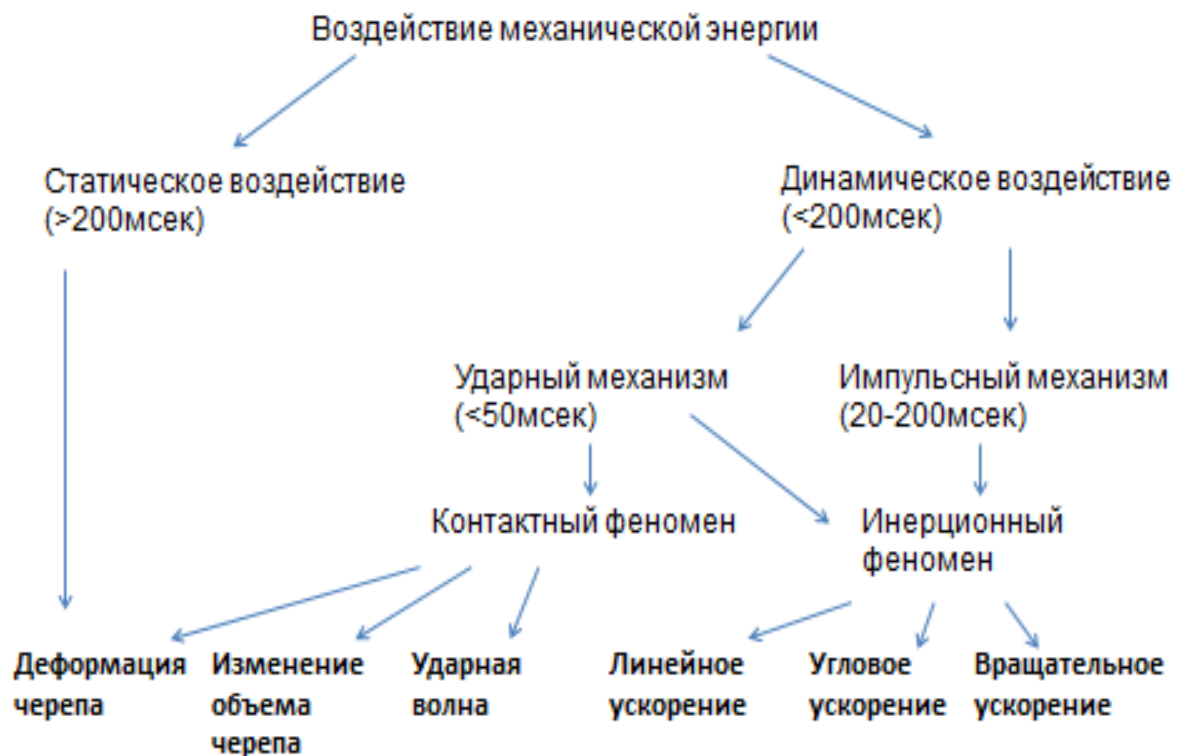 Воздействие механической энергии
Статическое воздействие
(>200мсек)
Динамическое воздействие
(<200мсек)
Ударный механизм
(<50мсек)
Импульсный механизм
(20-200мсек)
Контактный феномен
Инерционный
феномен
Деформация
черепа
Изменение
объема
черепа
Ударная
волна
Линейное
ускорение
Угловое
ускорение
Вращательное
ускорение